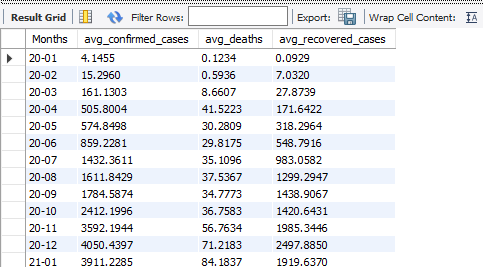 Result Grid Filter Rows: Export: Wrap Cell Content:
Months avg_confirmed_cases avg_deaths avg_recovered_cases
20-01 4.1455 0.1234 0.0929
20-02 15.2960 0.5936 7.0320
20-03 161.1303 8.6607 27.8739
20-04 505.8004 41.5223 171.6422
20-05 574.8498 30.2809 318.2964
20-06 859.2281 29.8175 548.7916
20-07 1432.3611 35.1096 983.0582
20-08 1611.8429 37.5367 1299.2947
20-09 1784.5874 34.7773 1438.9067
20-10 2412.1996 36.7583 1420.6431
20-11 3592.1944 56.7634 1985.3446
20-12 4050.4397 71.2183 2497.8850
21-01 3911.2285 84.1837 1919.6370